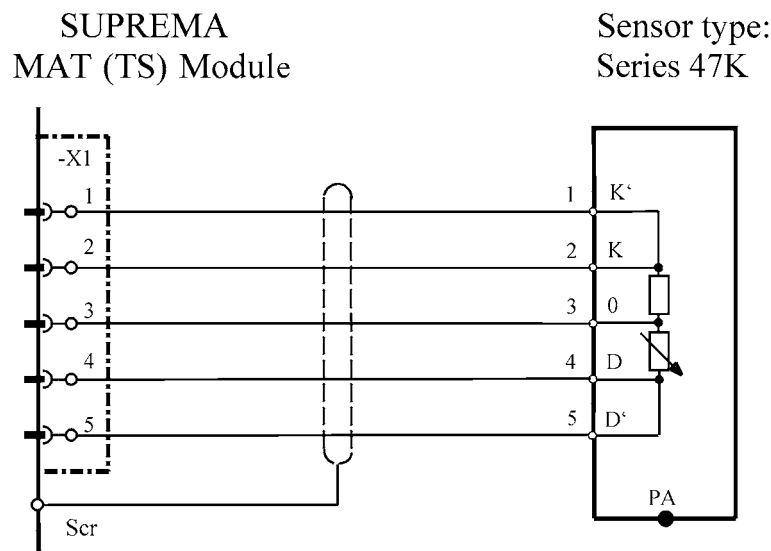 SUPREMA
MAT (TS) Module
Sensor type:
Series 47K
-X1
1
1 K‘
2
2 K
3
3 0
4
4 D
5
5 D‘
PA
Scr